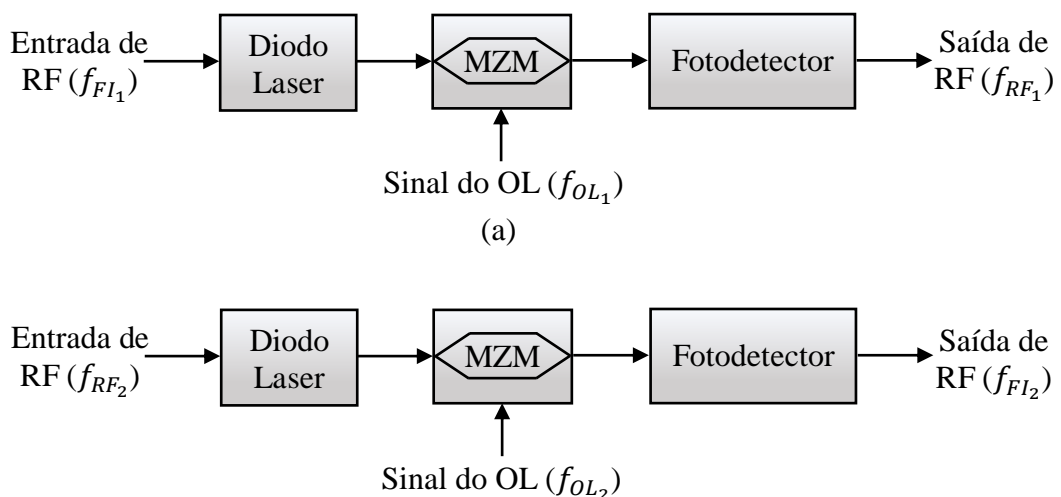 Entrada de RF (f_{FI_1})
Diodo Laser
MZM
Fotodetector
Saída de RF (f_{RF_1})
Sinal do OL (f_{OL_1})
(a)
Entrada de RF (f_{RF_2})
Diodo Laser
MZM
Fotodetector
Saída de RF (f_{FI_2})
Sinal do OL (f_{OL_2})